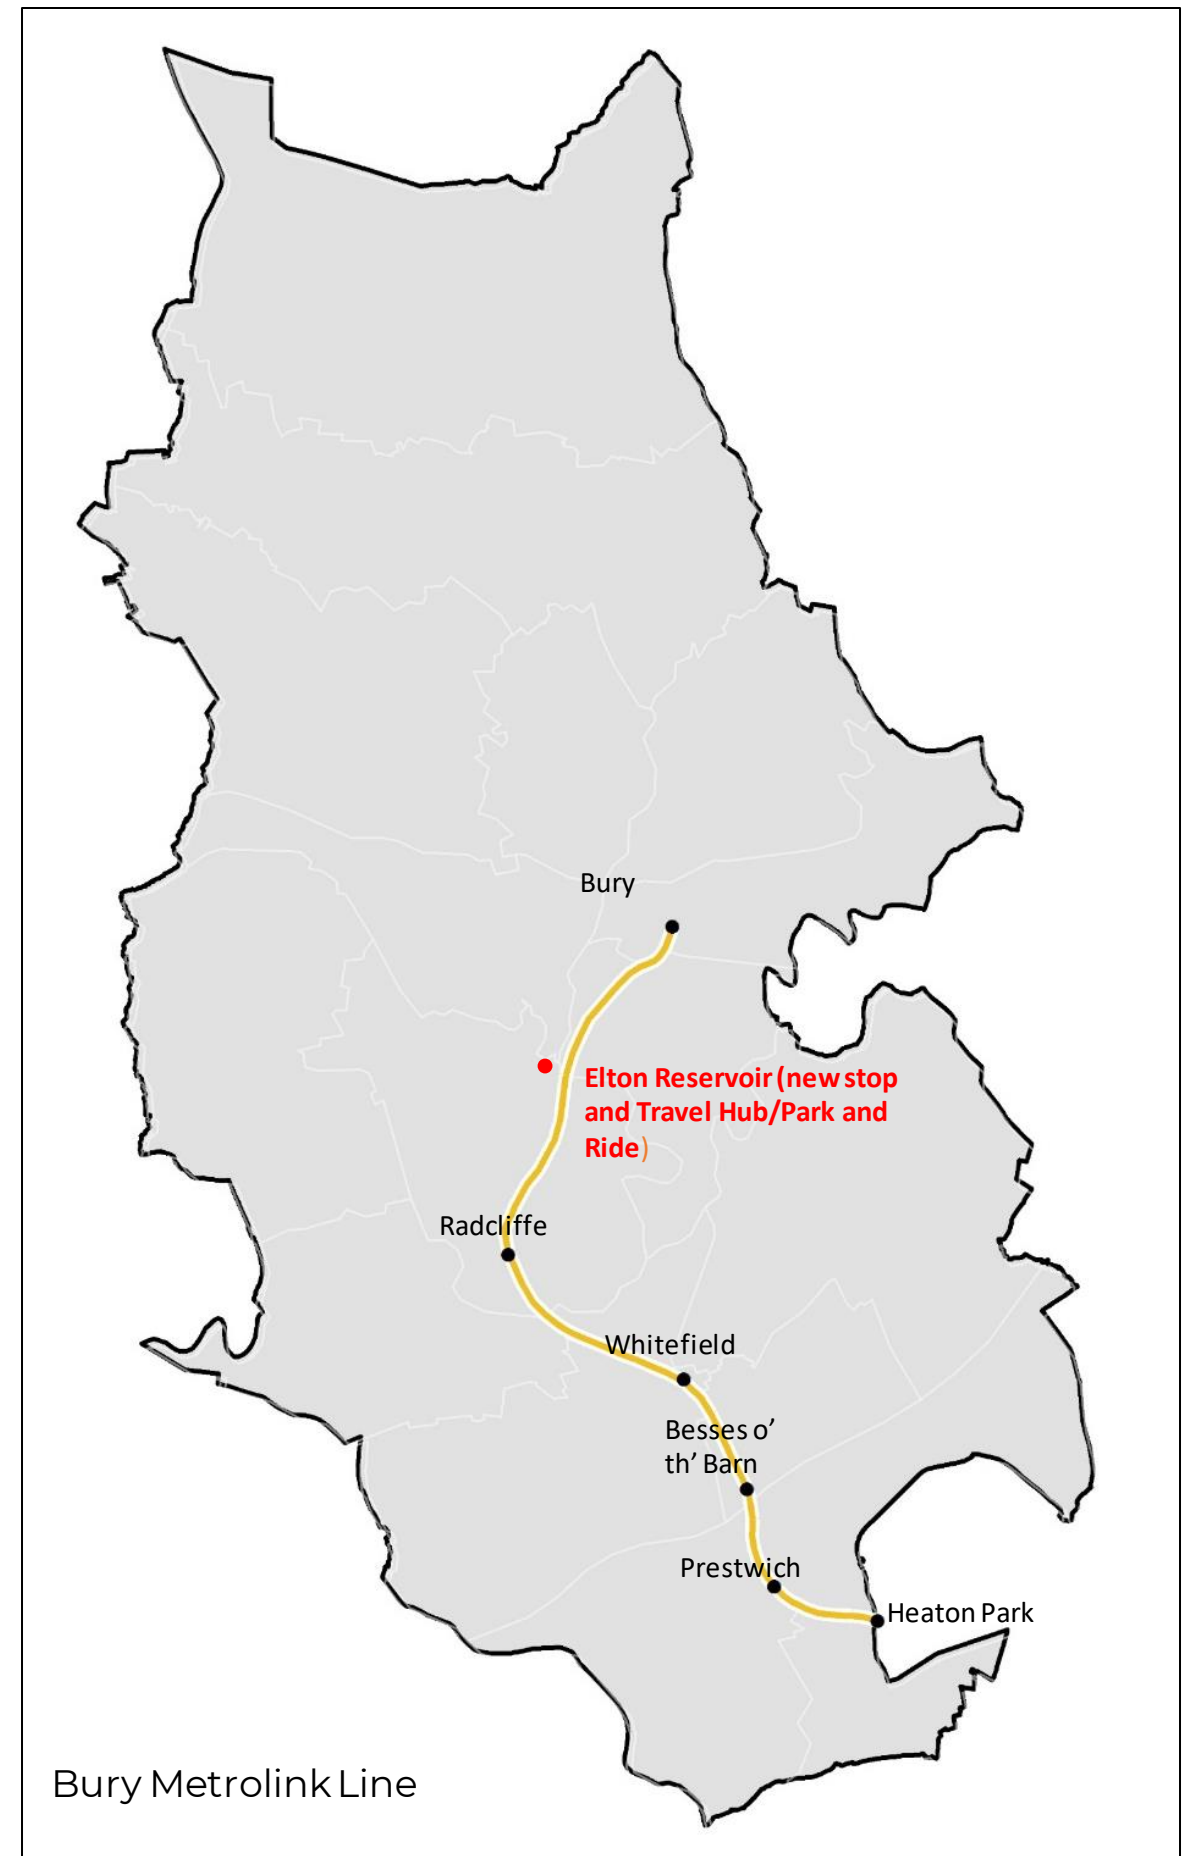 Bury
Elton Reservoir (new stop
and Travel Hub/Park and
Ride)
Radcliffe
Whitefield
Besses o’
th’ Barn
Prestwich
Heaton Park
Bury Metrolink Line